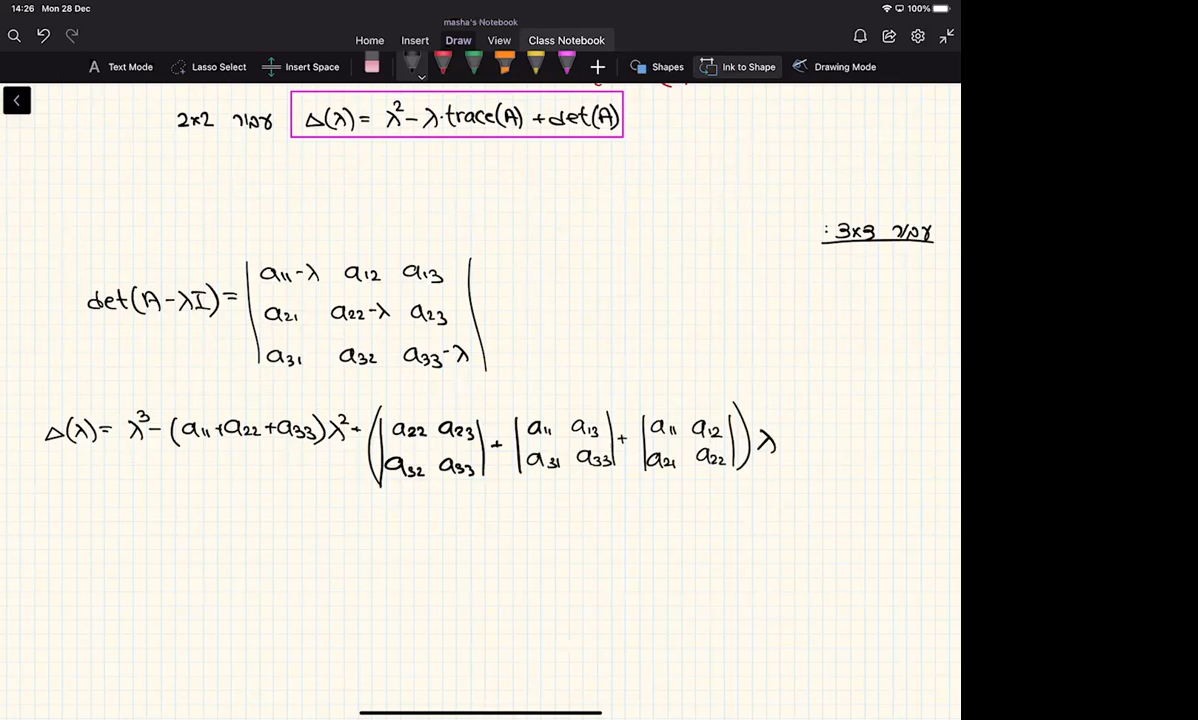 14:26 Mon 28 Dec 100%
masha's Notebook
Home Insert Draw View Class Notebook
Text Mode Lasso Select Insert Space Shapes Ink to Shape Drawing Mode
עבור 2x2 Δ(λ) = λ² - λ·trace(A) + det(A)
עבור 3x3 :
det(A - λI) = | a₁₁-λ a₁₂ a₁₃
a₂₁ a₂₂-λ a₂₃
a₃₁ a₃₂ a₃₃-λ |
Δ(λ) = λ³ - (a₁₁ + a₂₂ + a₃₃)λ² + ( | a₂₂ a₂₃ | + | a₁₁ a₁₃ | + | a₁₁ a₁₂ | ) λ
| a₃₂ a₃₃ | | a₃₁ a₃₃ | | a₂₁ a₂₂ |